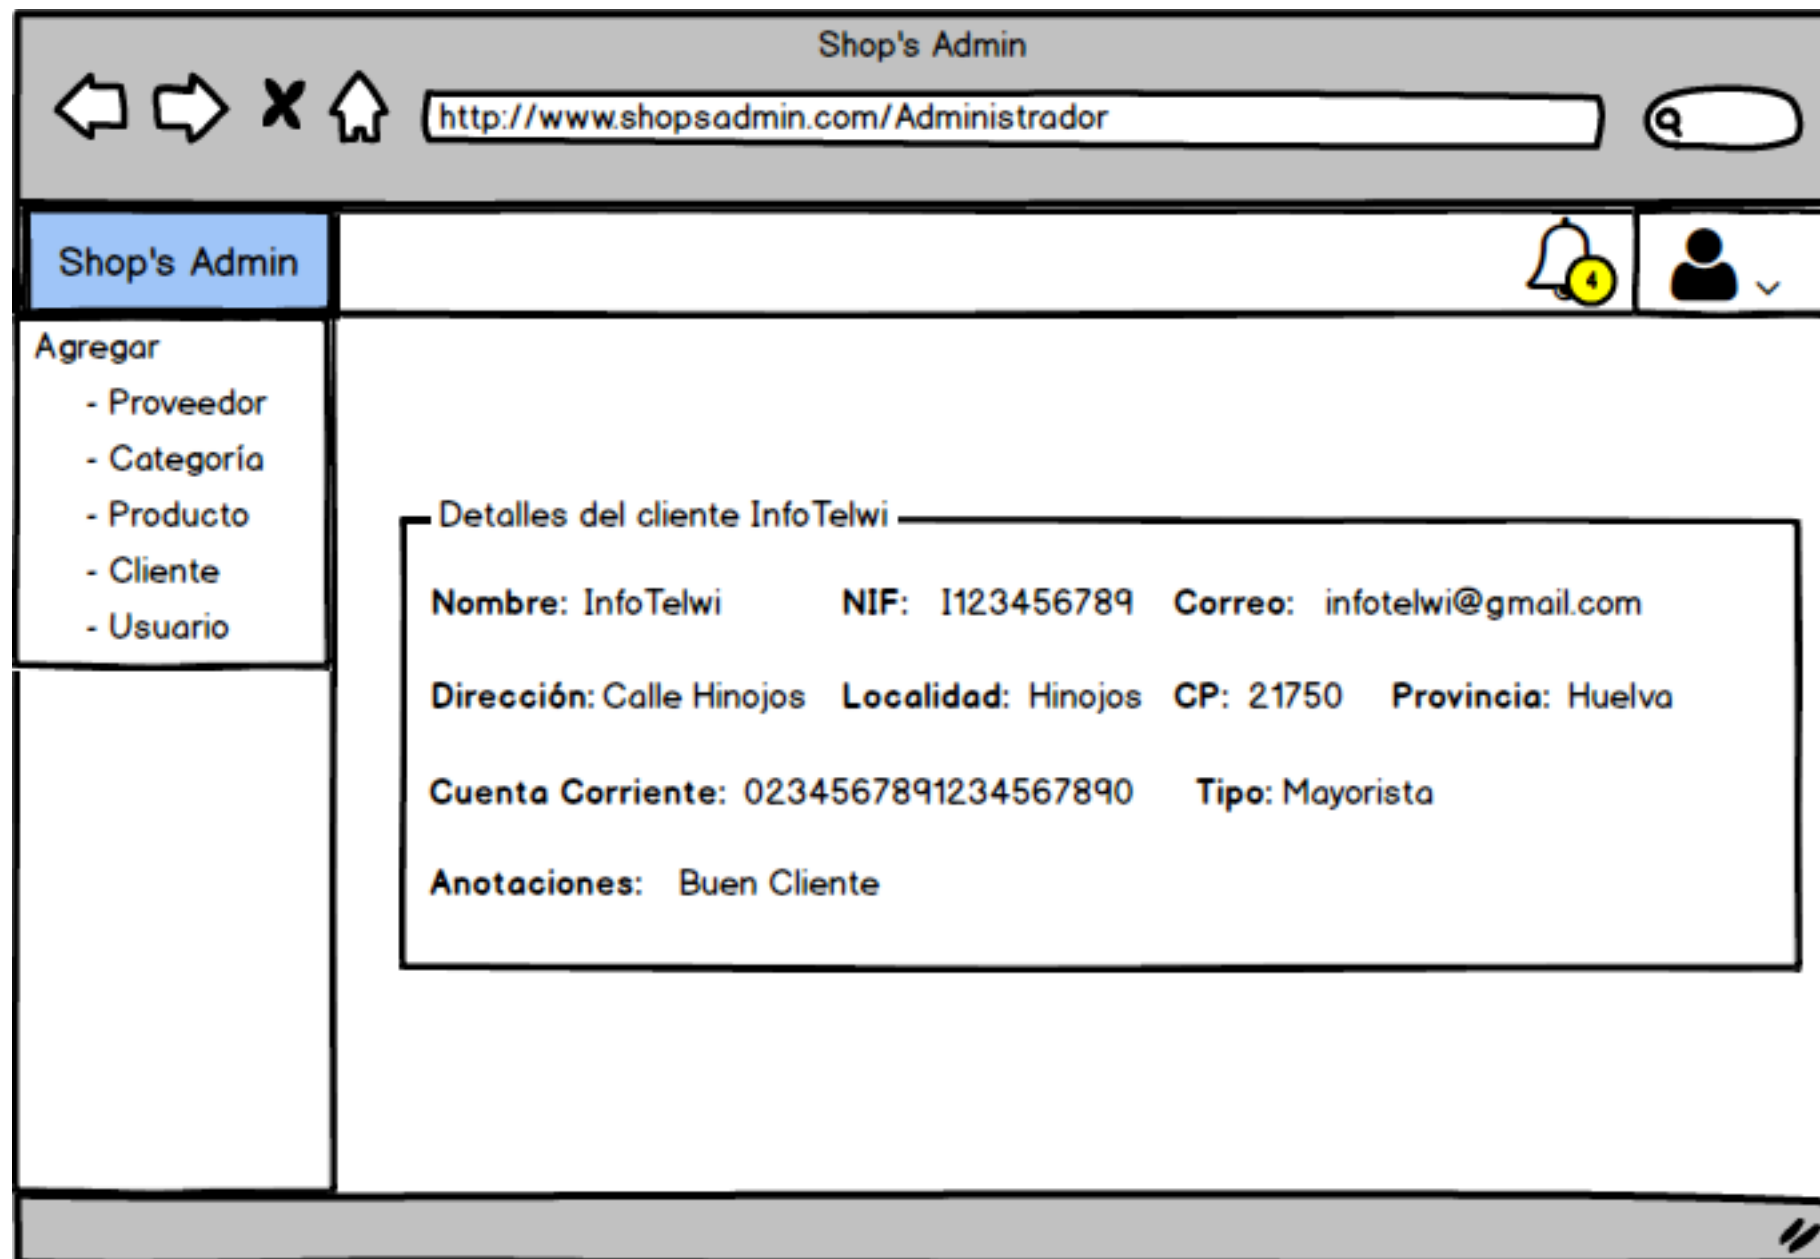 Shop's Admin
http://www.shopsadmin.com/Administrador
Shop's Admin
4
Agregar
- Proveedor
- Categoría
- Producto
- Cliente
- Usuario
Detalles del cliente InfoTelwi
Nombre: InfoTelwi NIF: I123456789 Correo: infotelwi@gmail.com
Dirección: Calle Hinojos Localidad: Hinojos CP: 21750 Provincia: Huelva
Cuenta Corriente: 0234567891234567890 Tipo: Mayorista
Anotaciones: Buen Cliente